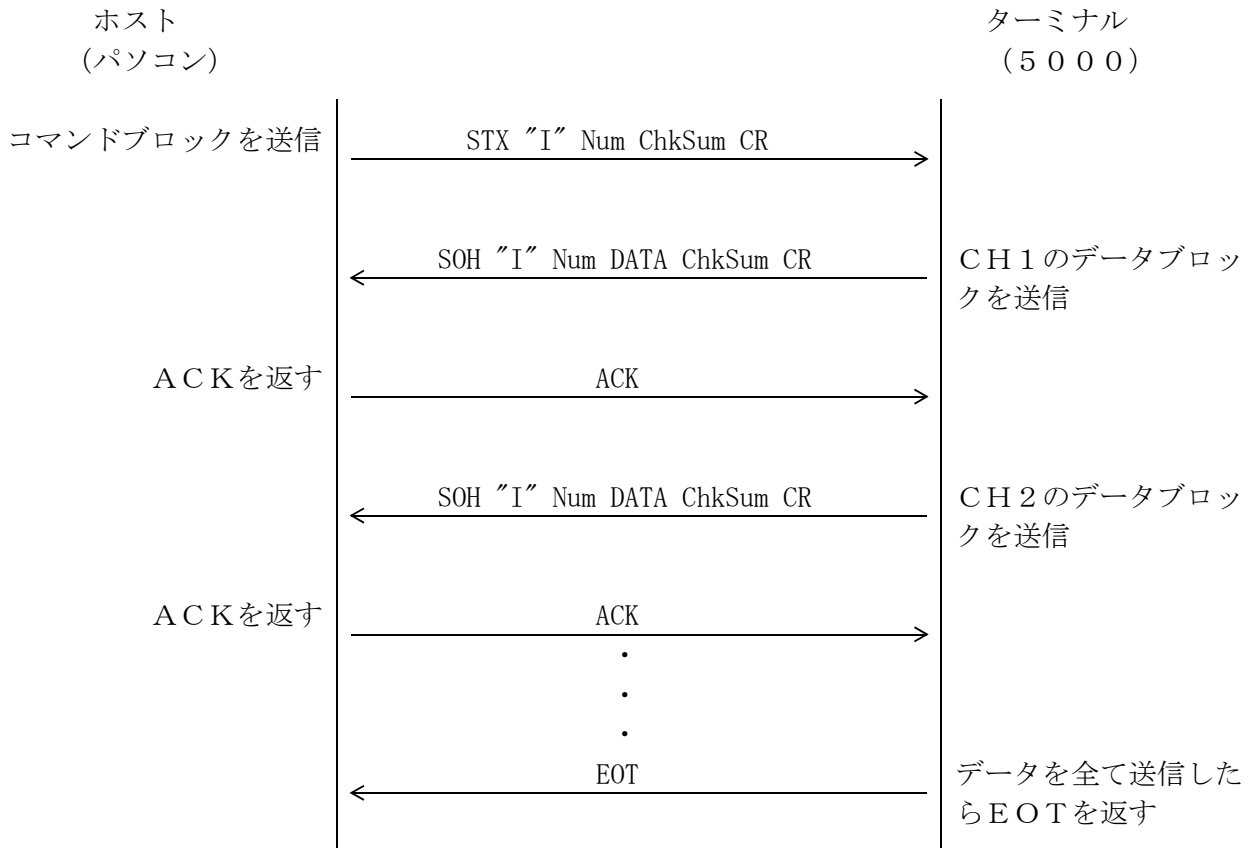 ホスト
(パソコン)
ターミナル
(5000)
コマンドブロックを送信
STX "I" Num ChkSum CR
SOH "I" Num DATA ChkSum CR
CH1のデータブロッ
クを送信
ACKを返す
ACK
SOH "I" Num DATA ChkSum CR
CH2のデータブロッ
クを送信
ACKを返す
ACK
・
・
・
EOT
データを全て送信した
らEOTを返す